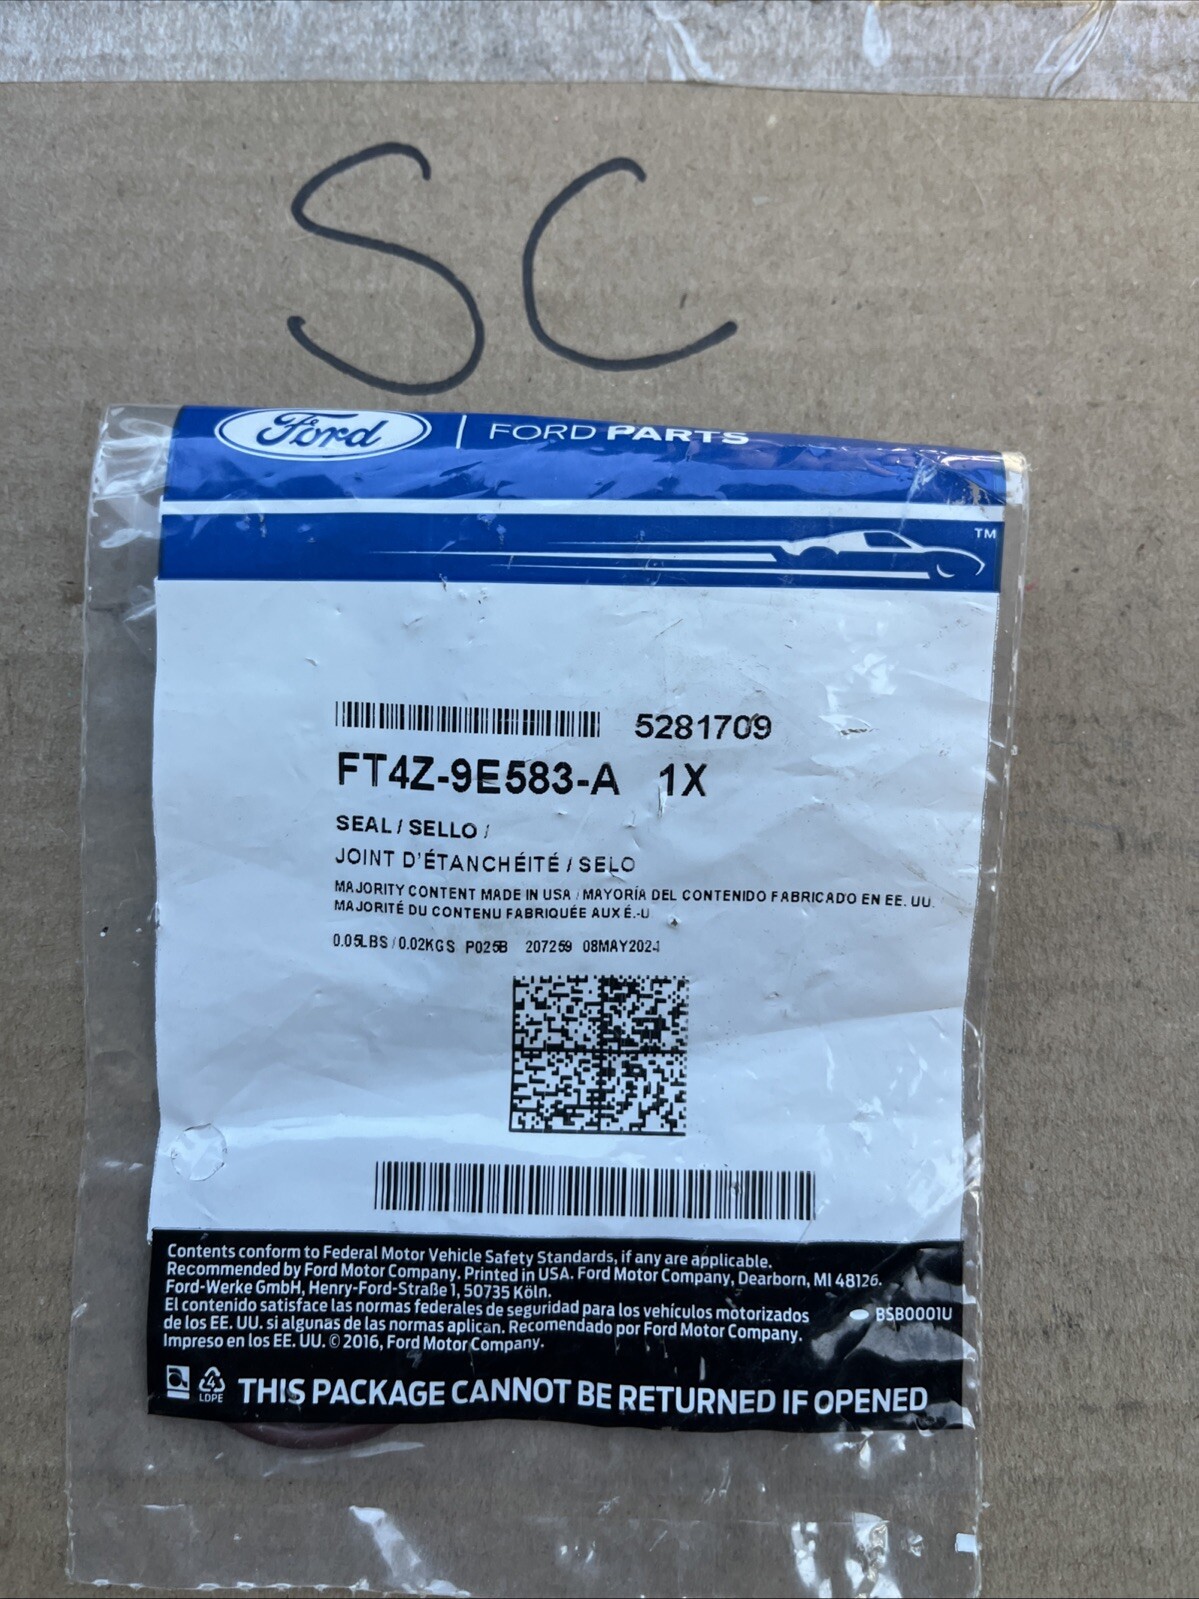 SC
Ford | FORD PARTS
TM
5281709
FT4Z-9E583-A 1X
SEAL / SELLO /
JOINT D'ÉTANCHÉITÉ / SELO
MAJORITY CONTENT MADE IN USA / MAYORÍA DEL CONTENIDO FABRICADO EN EE. UU.
MAJORITÉ DU CONTENU FABRIQUÉE AUX É.-U
0.05LBS / 0.02KGS P025B 207259 08MAY2021
Contents conform to Federal Motor Vehicle Safety Standards, if any are applicable.
Recommended by Ford Motor Company. Printed in USA. Ford Motor Company, Dearborn, MI 48126.
Ford-Werke GmbH, Henry-Ford-Straße 1, 50735 Köln.
El contenido satisface las normas federales de seguridad para los vehículos motorizados
de los EE. UU. si algunas de las normas aplican. Recomendado por Ford Motor Company.
Impreso en los EE. UU. © 2016, Ford Motor Company.
BSB0001U
4
LDPE
THIS PACKAGE CANNOT BE RETURNED IF OPENED